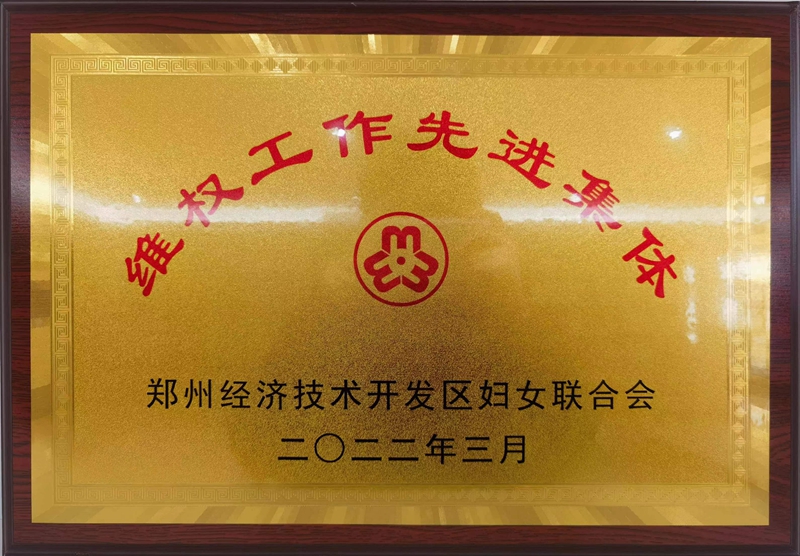 维权工作先进集体
郑州经济技术开发区妇女联合会
二〇二二年三月